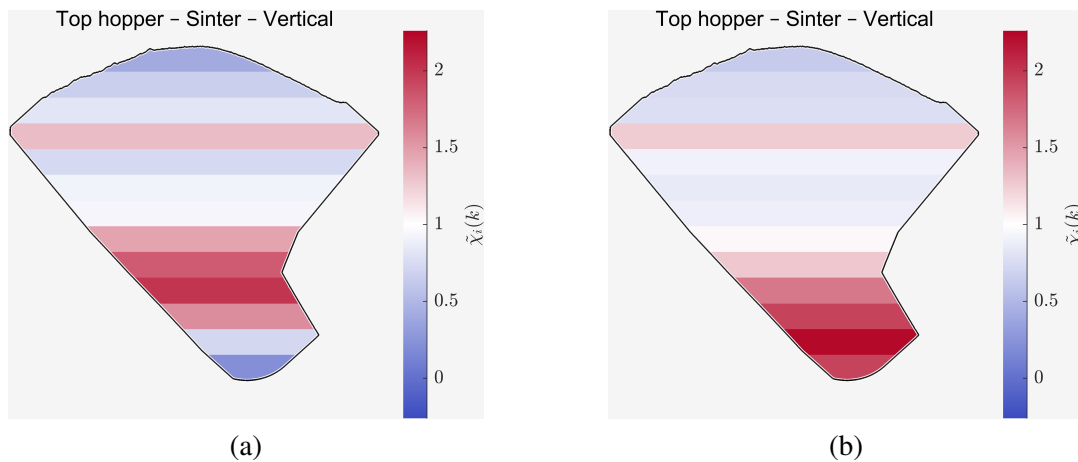 Top hopper – Sinter – Vertical
2
1.5
1
0.5
0
χ̃ᵢ(k)
(a)
Top hopper – Sinter – Vertical
2
1.5
1
0.5
0
χ̃ᵢ(k)
(b)